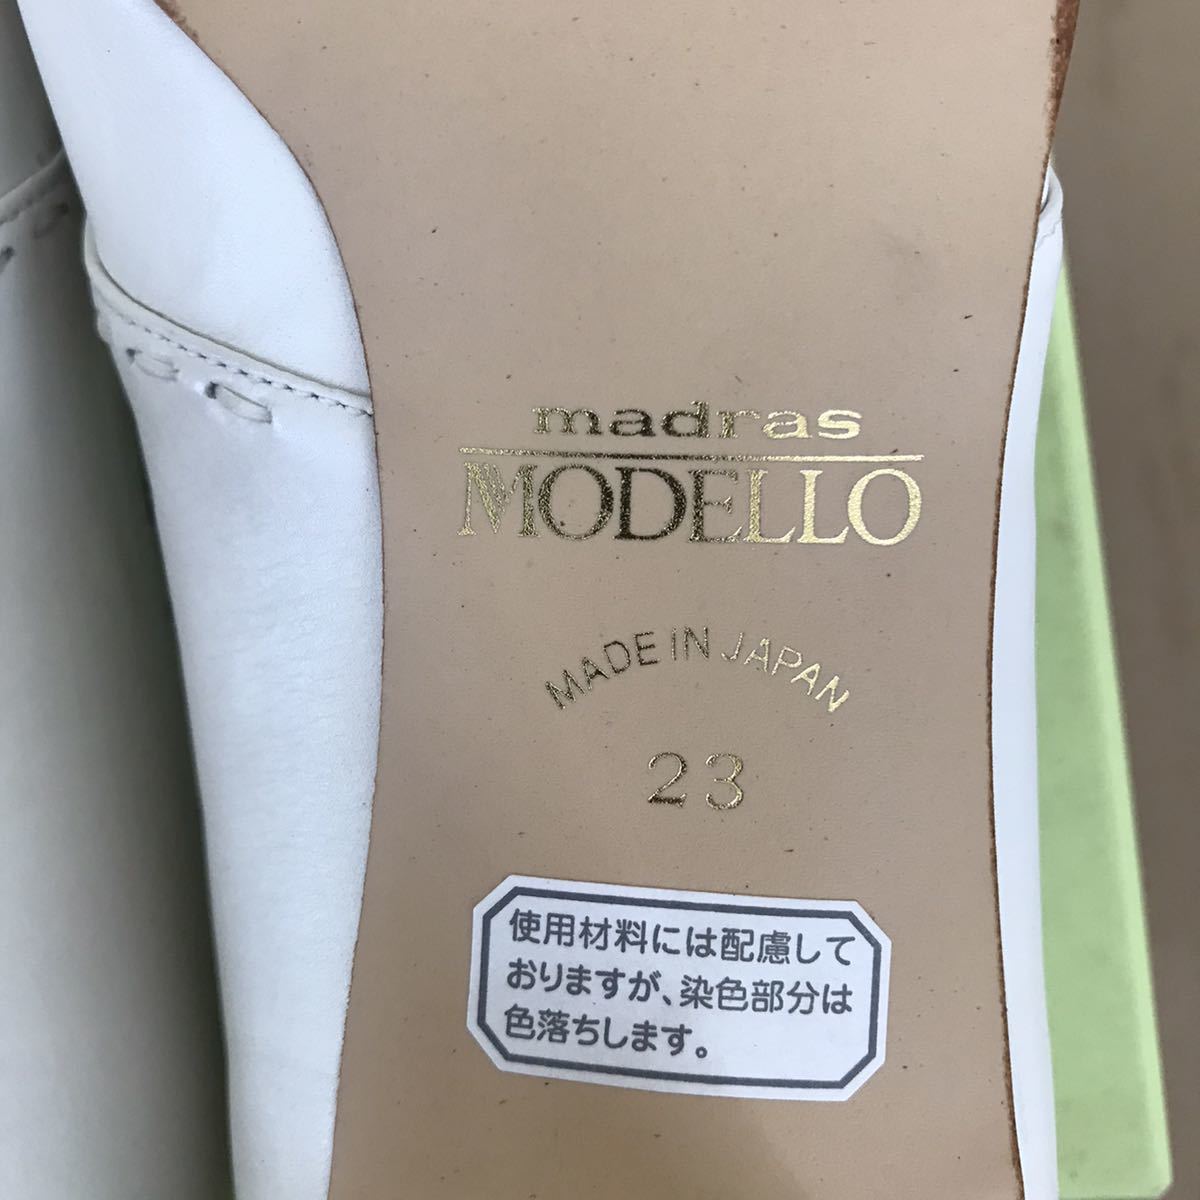 madras
MODELLO
MADE IN JAPAN
23
使用材料には配慮して
おりますが、染色部分は
色落ちします。